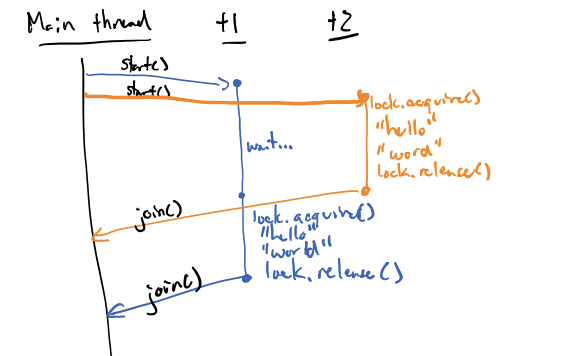 Main thread t1 t2
start()
start()
lock.acquire()
"hello"
"word"
lock.release()
wait...
join()
lock.acquire()
"hello"
"world"
lock.release()
join()